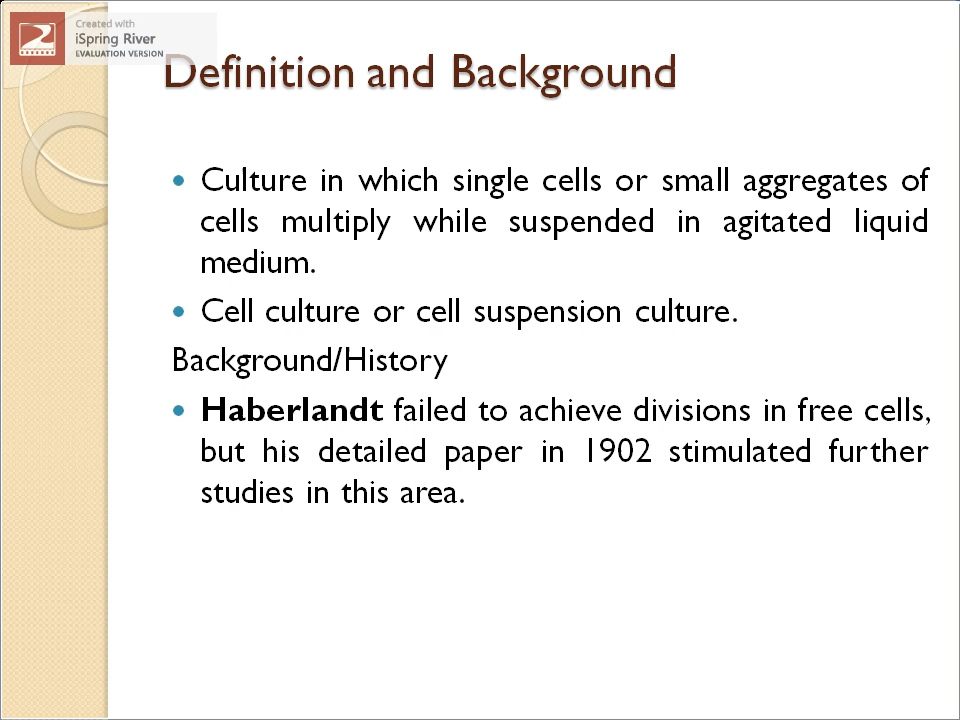 Created with
iSpring River
EVALUATION VERSION
Definition and Background
• Culture in which single cells or small aggregates of
cells multiply while suspended in agitated liquid
medium.
• Cell culture or cell suspension culture.
Background/History
• Haberlandt failed to achieve divisions in free cells,
but his detailed paper in 1902 stimulated further
studies in this area.